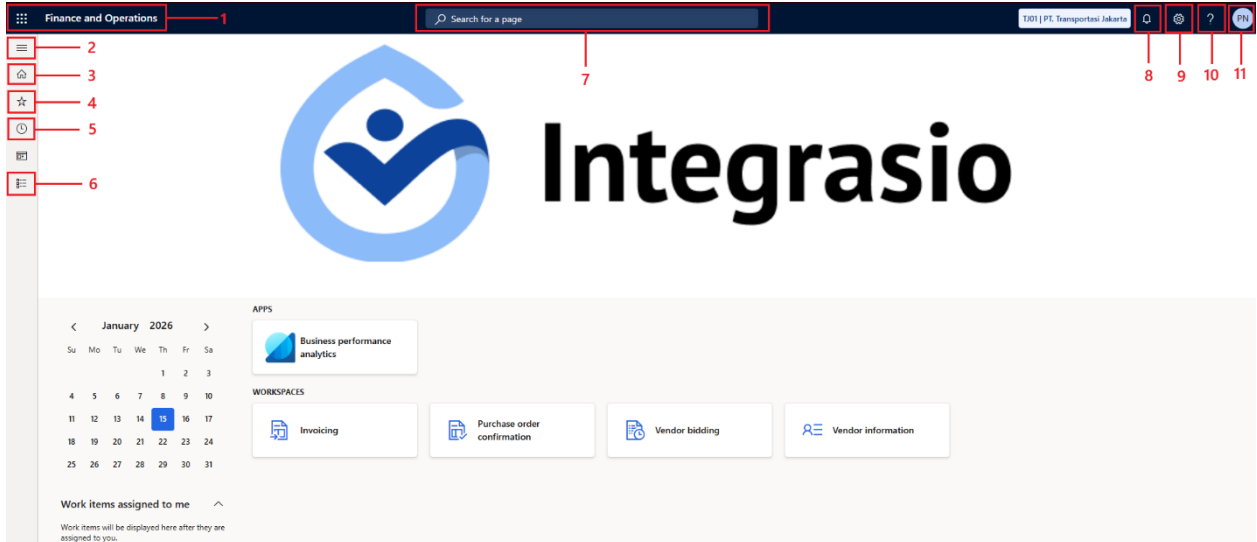 Finance and Operations
1
Search for a page
TJ01 | PT. Transportasi Jakarta
?
PN
2
3
4
5
6
7
8
9
10
11
Integrasio
January 2026
Su Mo Tu We Th Fr Sa
1 2 3
4 5 6 7 8 9 10
11 12 13 14 15 16 17
18 19 20 21 22 23 24
25 26 27 28 29 30 31
Work items assigned to me
Work items will be displayed here after they are
assigned to you.
APPS
Business performance
analytics
WORKSPACES
Invoicing
Purchase order
confirmation
Vendor bidding
Vendor information